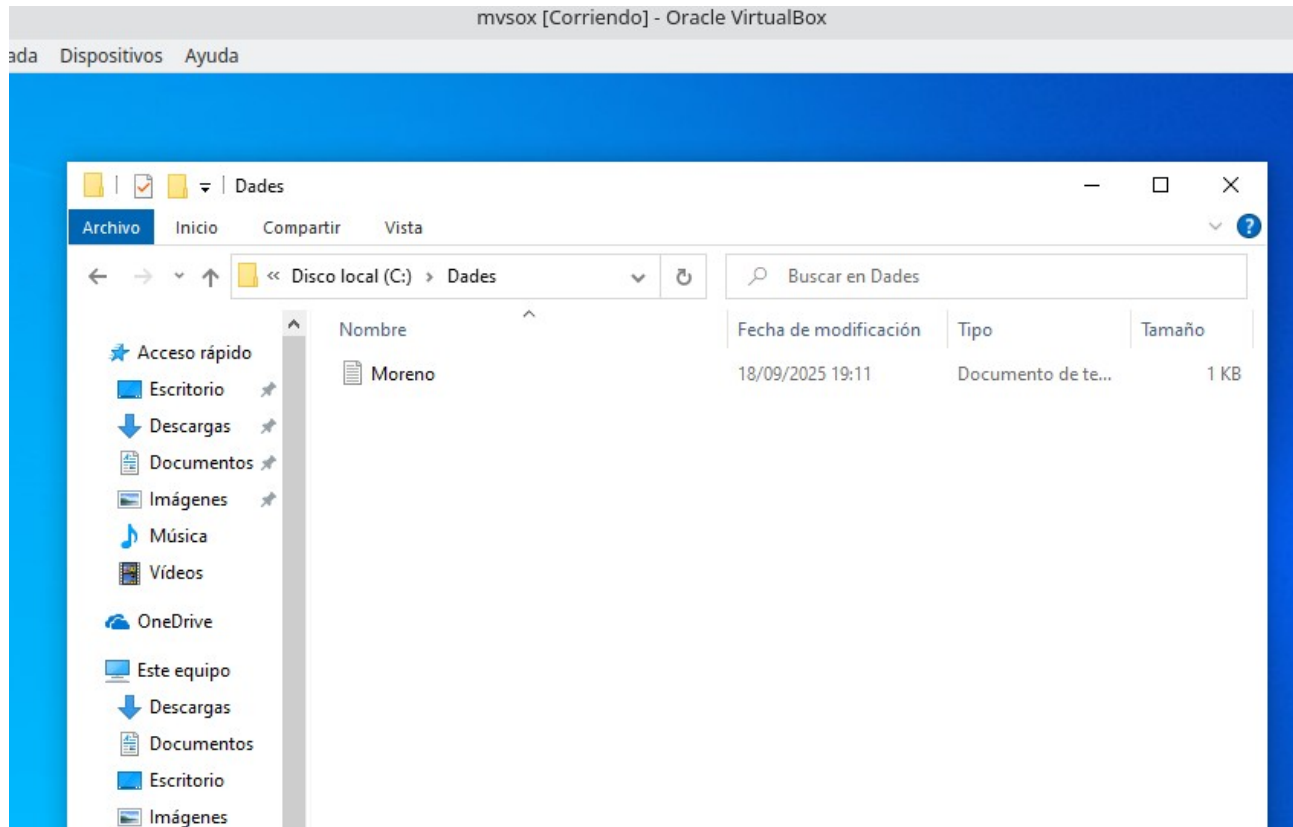 mvsox [Corriendo] - Oracle VirtualBox
ada Dispositivos Ayuda
Dades
Archivo Inicio Compartir Vista
« Disco local (C:) › Dades
Buscar en Dades
Nombre Fecha de modificación Tipo Tamaño
Moreno 18/09/2025 19:11 Documento de te... 1 KB
Acceso rápido
Escritorio
Descargas
Documentos
Imágenes
Música
Vídeos
OneDrive
Este equipo
Descargas
Documentos
Escritorio
Imágenes